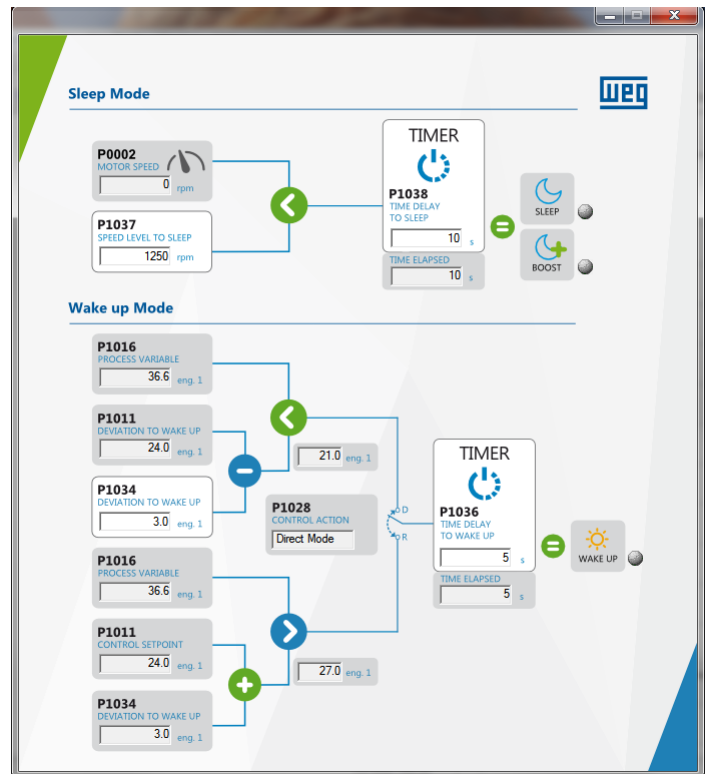 Sleep Mode
WEG
P0002
MOTOR SPEED
0 rpm
P1037
SPEED LEVEL TO SLEEP
1250 rpm
TIMER
P1038
TIME DELAY
TO SLEEP
10 s
TIME ELAPSED
10 s
SLEEP
BOOST
Wake up Mode
P1016
PROCESS VARIABLE
36.6 eng. 1
P1011
DEVIATION TO WAKE UP
24.0 eng. 1
21.0 eng. 1
P1034
DEVIATION TO WAKE UP
3.0 eng. 1
P1028
CONTROL ACTION
Direct Mode
D
R
TIMER
P1036
TIME DELAY
TO WAKE UP
5 s
TIME ELAPSED
5 s
WAKE UP
P1016
PROCESS VARIABLE
36.6 eng. 1
P1011
CONTROL SETPOINT
24.0 eng. 1
27.0 eng. 1
P1034
DEVIATION TO WAKE UP
3.0 eng. 1